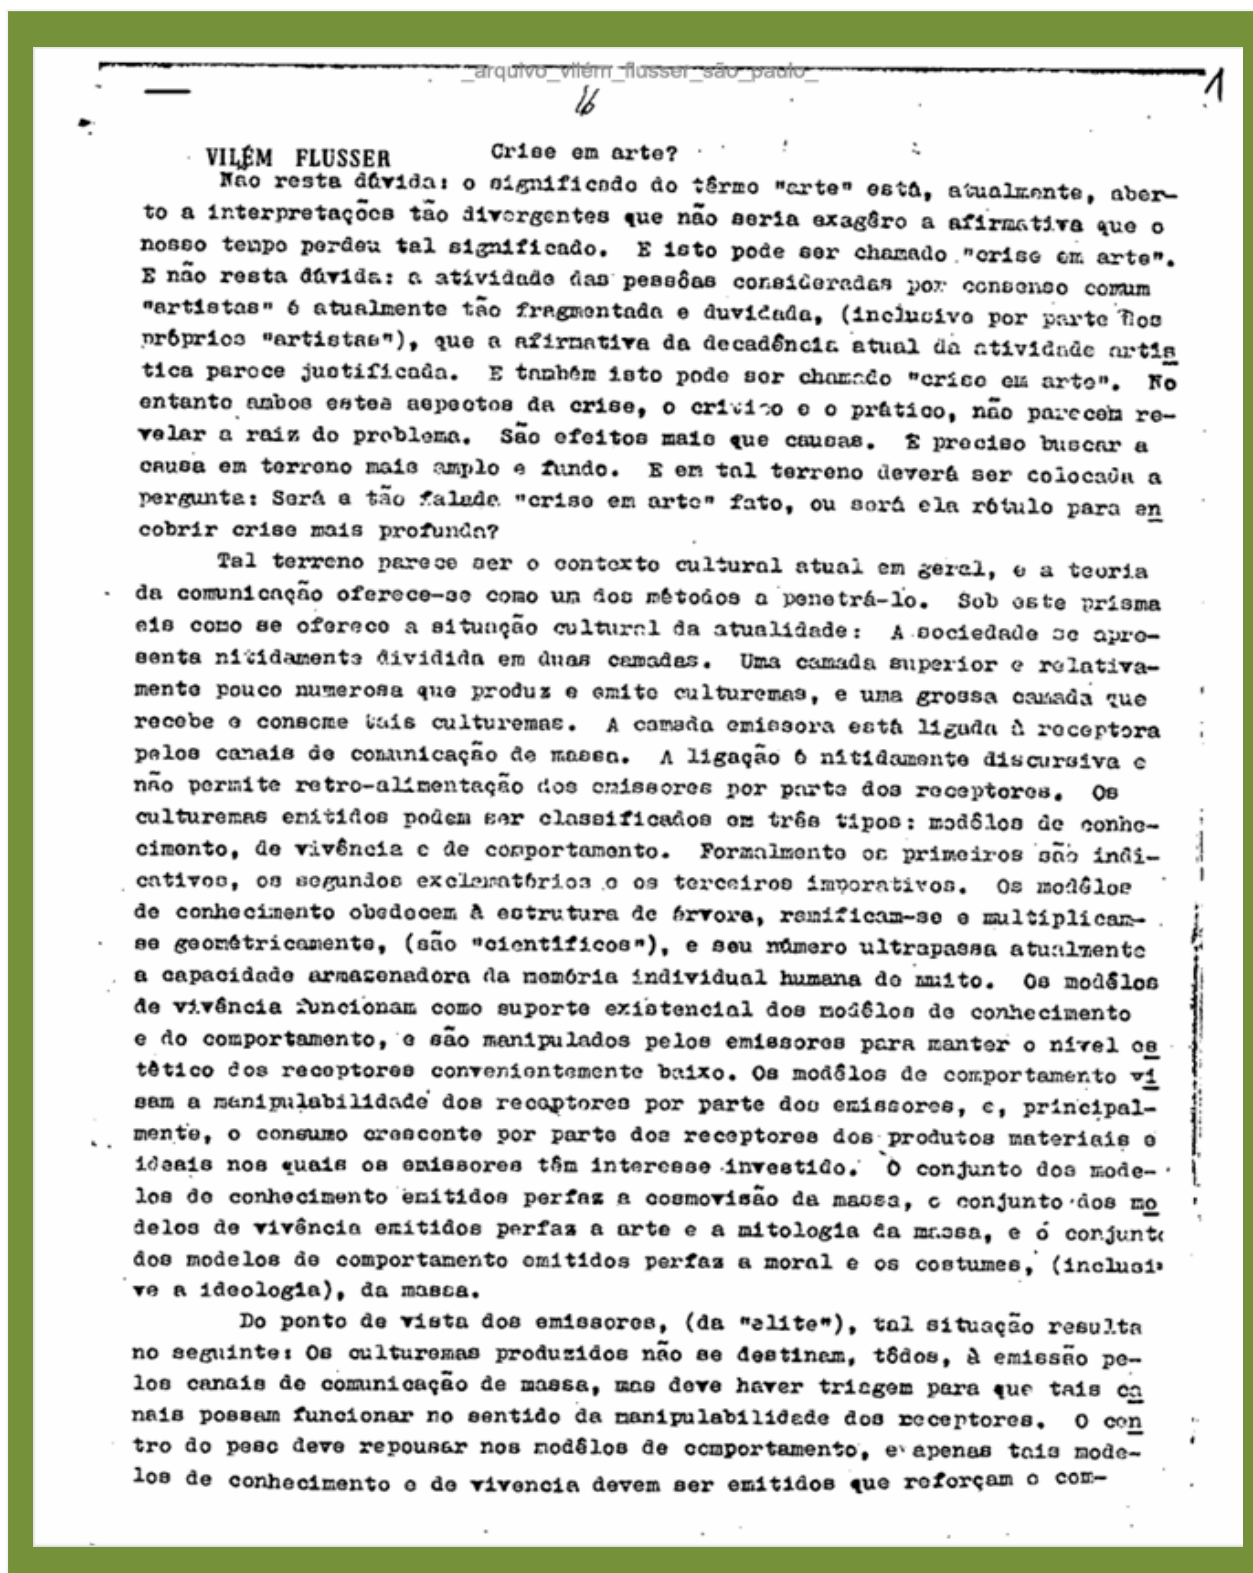 _arquivo_vilém_flusser_são_paulo_
1
16
VILÉM FLUSSER Crise em arte?
Não resta dúvida: o significado do têrmo "arte" está, atualmente, aber-
to a interpretações tão divergentes que não seria exagêro a afirmativa que o
nosso tempo perdeu tal significado. E isto pode ser chamado "crise em arte".
E não resta dúvida: a atividade das pessôas consideradas por consenso comum
"artistas" é atualmente tão fragmentada e duvidada, (inclusive por parte dos
próprios "artistas"), que a afirmativa da decadência atual da atividade artis
tica parece justificada. E também isto pode ser chamado "crise em arte". No
entanto ambos estes aspectos da crise, o crítico e o prático, não parecem re-
velar a raiz do problema. São efeitos mais que causas. É preciso buscar a
causa em terreno mais amplo e fundo. E em tal terreno deverá ser colocada a
pergunta: Será a tão falada "crise em arte" fato, ou será ela rótulo para en
cobrir crise mais profunda?
Tal terreno parece ser o contexto cultural atual em geral, e a teoria
da comunicação oferece-se como um dos métodos a penetrá-lo. Sob este prisma
eis como se oferece a situação cultural da atualidade: A sociedade se apre-
senta nitidamente dividida em duas camadas. Uma camada superior e relativa-
mente pouco numerosa que produz e emite culturemas, e uma grossa camada que
recebe e consome tais culturemas. A camada emissora está ligada à receptora
pelos canais de comunicação de massa. A ligação é nitidamente discursiva e
não permite retro-alimentação dos emissores por parte dos receptores. Os
culturemas emitidos podem ser classificados em três tipos: modêlos de conhe-
cimento, de vivência e de comportamento. Formalmente os primeiros são indi-
cativos, os segundos exclamatórios e os terceiros imperativos. Os modêlos
de conhecimento obedecem à estrutura de árvore, ramificam-se e multiplicam-
se geométricamente, (são "cientificos"), e seu número ultrapassa atualmente
a capacidade armazenadora da memória individual humana de muito. Os modêlos
de vivência funcionam como suporte existencial dos modêlos de conhecimento
e do comportamento, e são manipulados pelos emissores para manter o nível es
tético dos receptores convenientemente baixo. Os modêlos de comportamento vi
sam a manipulabilidade dos receptores por parte dos emissores, e, principal-
mente, o consumo crescente por parte dos receptores dos produtos materiais e
ideais nos quais os emissores têm interesse investido. O conjunto dos mode-
los de conhecimento emitidos perfaz a cosmovisão da massa, o conjunto dos mo
delos de vivência emitidos perfaz a arte e a mitologia da massa, e o conjunto
dos modelos de comportamento emitidos perfaz a moral e os costumes, (inclusi-
ve a ideologia), da massa.
Do ponto de vista dos emissores, (da "elite"), tal situação resulta
no seguinte: Os culturemas produzidos não se destinam, tôdos, à emissão pe-
los canais de comunicação de massa, mas deve haver triagem para que tais ca
nais possam funcionar no sentido da manipulabilidade dos receptores. O cen
tro do peso deve repousar nos modêlos de comportamento, e apenas tais mode-
los de conhecimento e de vivencia devem ser emitidos que reforçam o com-